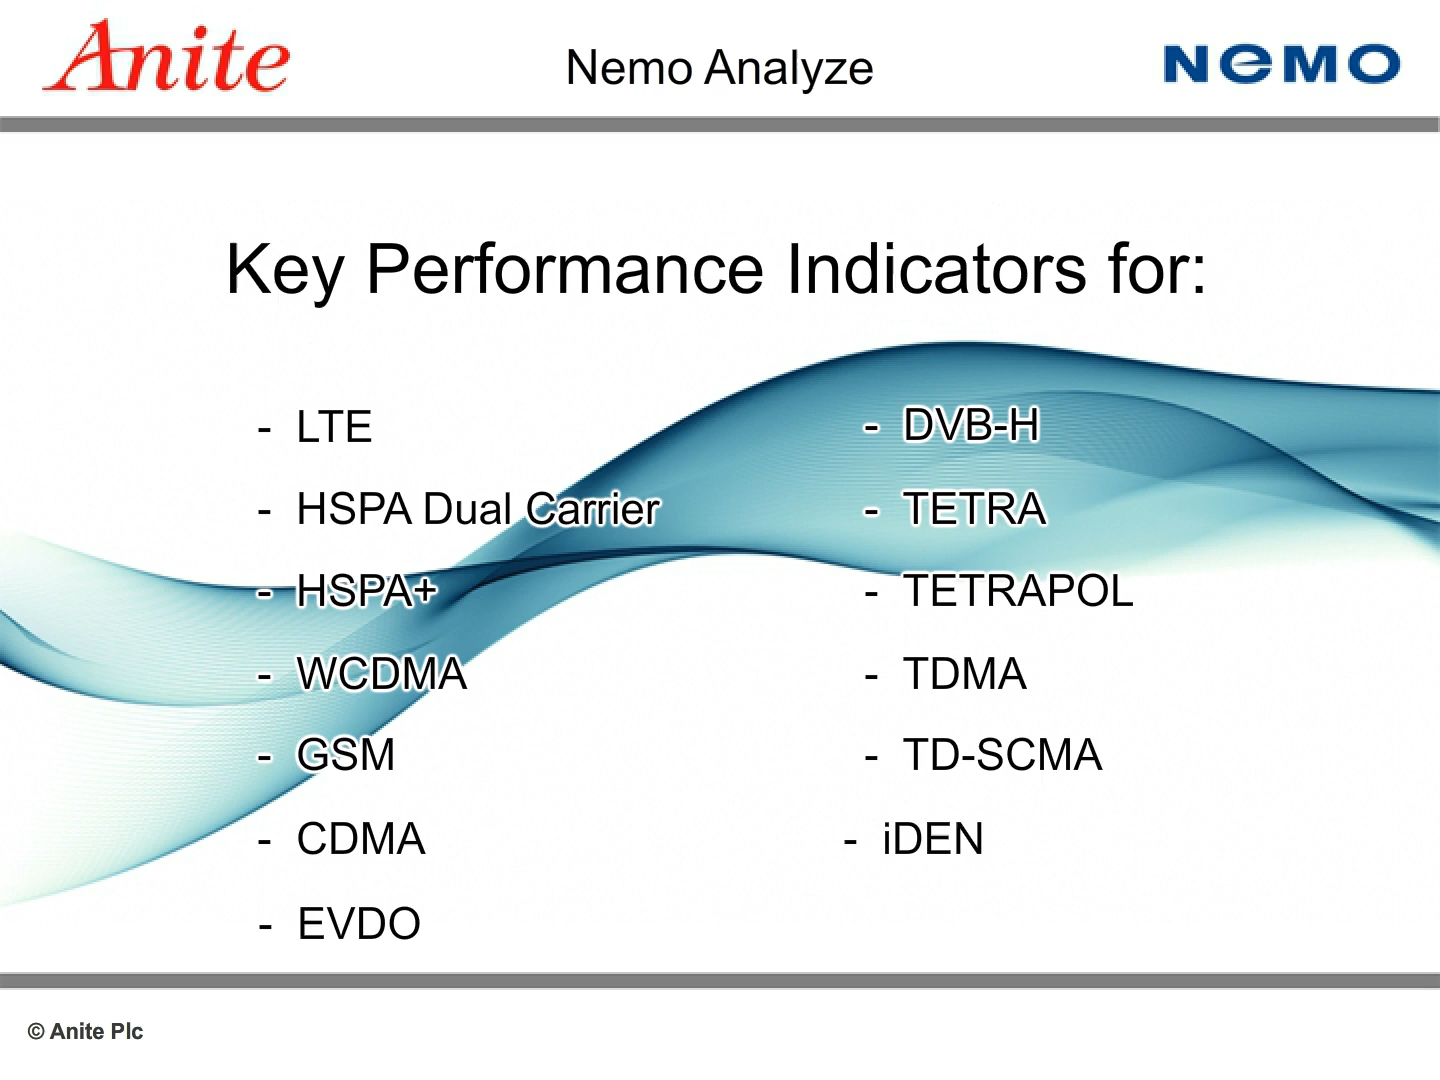 Anite
Nemo Analyze
NEMO
Key Performance Indicators for:
- LTE
- HSPA Dual Carrier
- HSPA+
- WCDMA
- GSM
- CDMA
- EVDO
- DVB-H
- TETRA
- TETRAPOL
- TDMA
- TD-SCMA
- iDEN
© Anite Plc